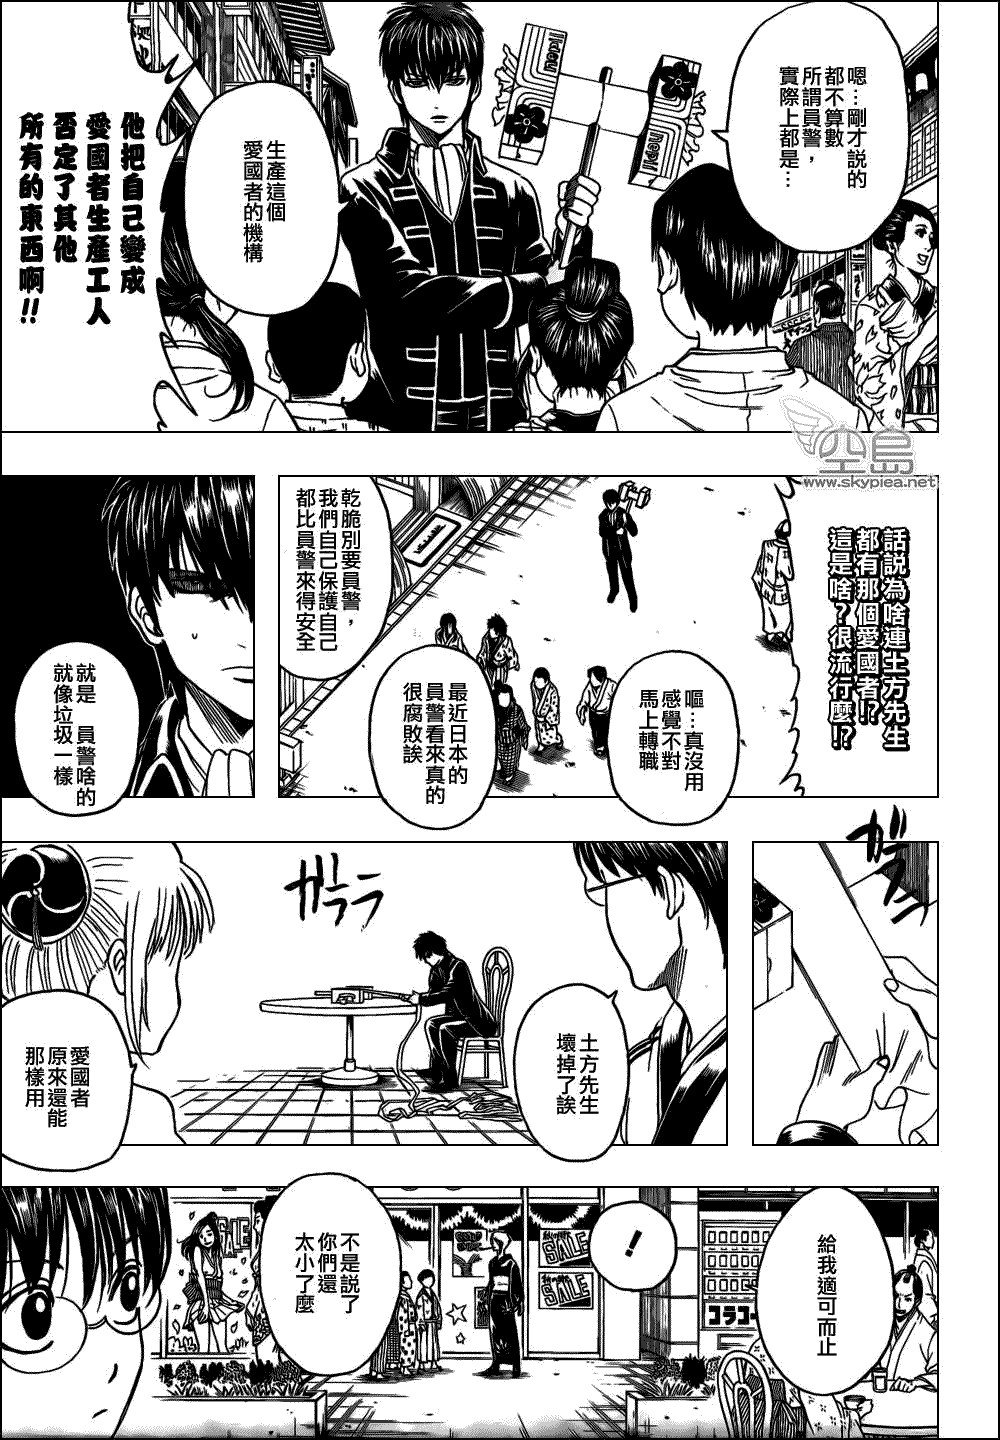 嗯…剛才說的
都不算數
所謂員警，
實際上都是…
生產這個
愛國者的機構
他把自己變成
愛國者生產工人
否定了其他
所有的東西啊!!
空島
www.skypiea.net
話說為啥連土方先生
都有那個愛國者!?
這是啥?很流行麼!?
嘔…真沒用
感覺不對
馬上轉職
最近日本的
員警看來真的
很腐敗誒
乾脆別要員警，
我們自己保護自己
都比員警來得安全
就是 員警啥的
就像垃圾一樣
ガラ
土方先生
壞掉了誒
ガララ
愛國者
原來還能
那樣用
給我適可而止
!
不是說了
你們還
太小了麼
SALE
SALE
SALE
コラコー